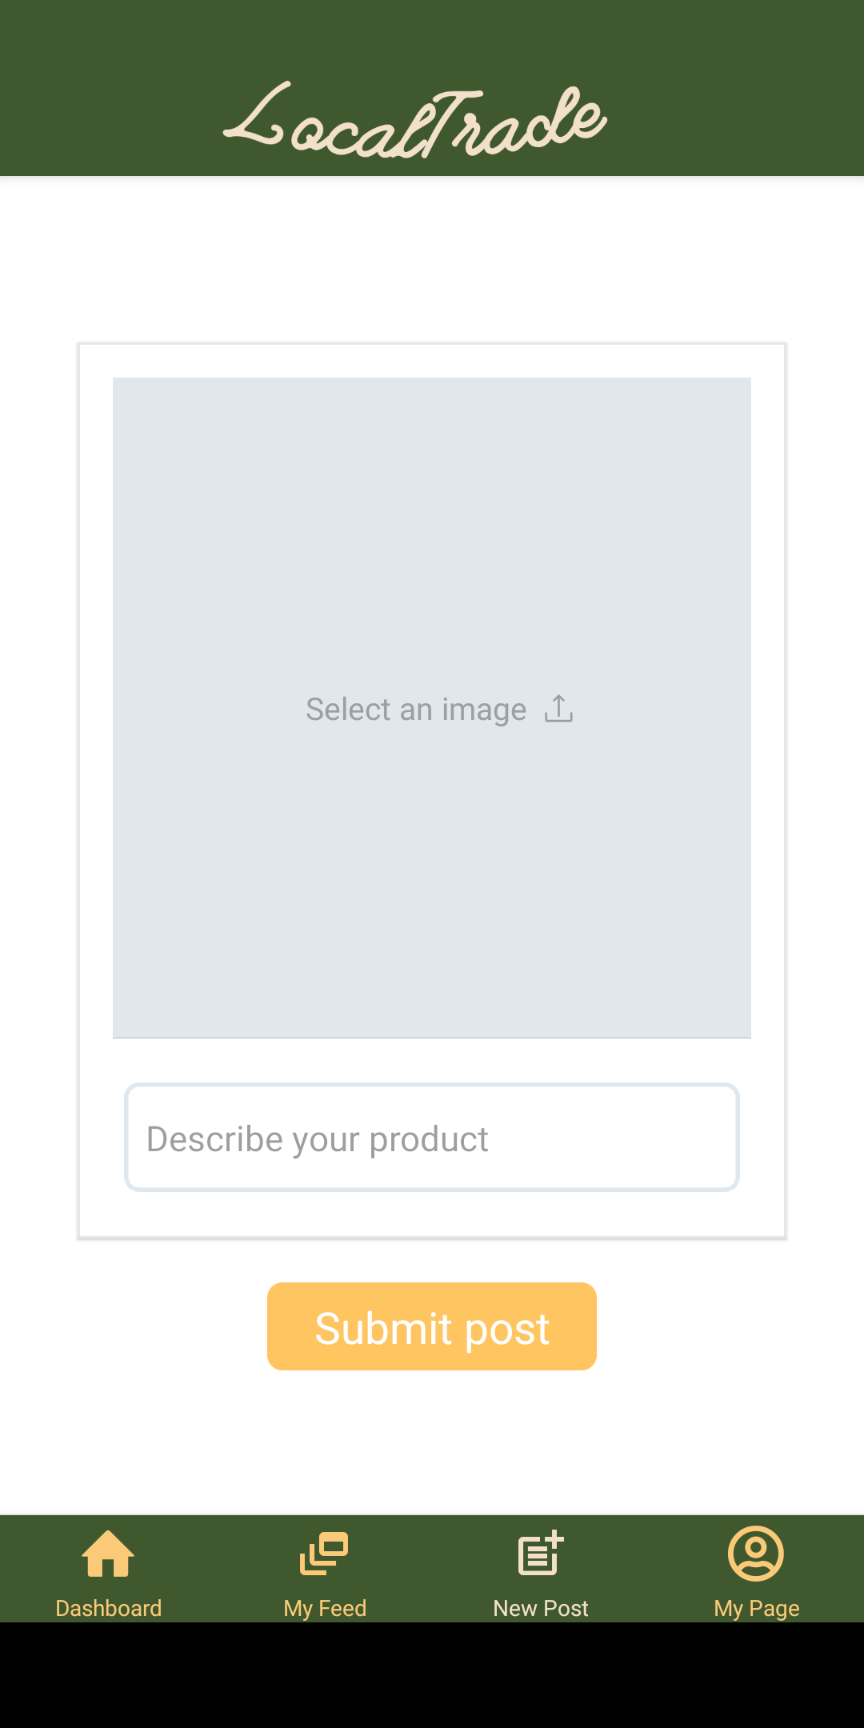 LocalTrade
Select an image
Describe your product
Submit post
Dashboard
My Feed
New Post
My Page